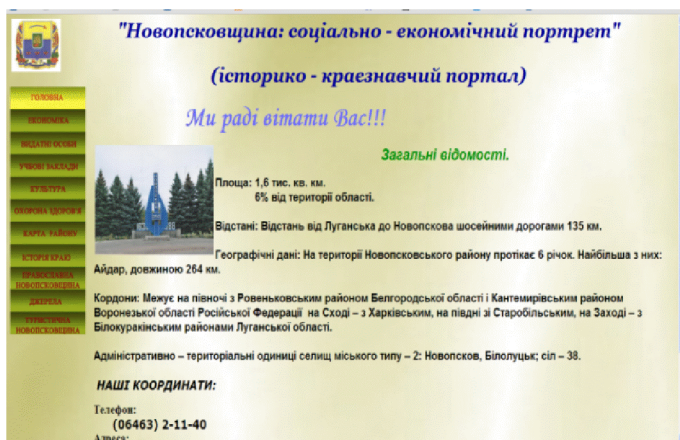 "Новопсковщина: соціально - економічний портрет"
(історико - краезнавчий портал)
Ми раді вітати Вас!!!
ГОЛОВНА
ЕКОНОМІКА
ВИДАТНІ ОСОБИ
УЧБОВІ ЗАКЛАДИ
КУЛЬТУРА
ОХОРОНА ЗДОРОВ'Я
КАРТА РАЙОНУ
ІСТОРІЯ КРАЮ
ПРАВОСЛАВНА
НОВОПСКОВЩИНА
ДЖЕРЕЛА
ТУРИСТИЧНА
НОВОПСКОВЩИНА
Загальні відомості.
Площа: 1,6 тис. кв. км.
6% від території області.
Відстані: Відстань від Луганська до Новопскова шосейними дорогами 135 км.
Географічні дані: На території Новопсковського району протікає 6 річок. Найбільша з них:
Айдар, довжиною 264 км.
Кордони: Межує на півночі з Ровеньковським районом Белгородської області і Кантемирівським районом
Воронезької області Російської Федерації на Сході – з Харківським, на півдні зі Старобільським, на Заході – з
Білокуракінським районами Луганської області.
Адміністративно – територіальні одиниці селищ міського типу – 2: Новопсков, Білолуцьк; сіл – 38.
НАШІ КООРДИНАТИ:
Телефон:
(06463) 2-11-40
Адреса: